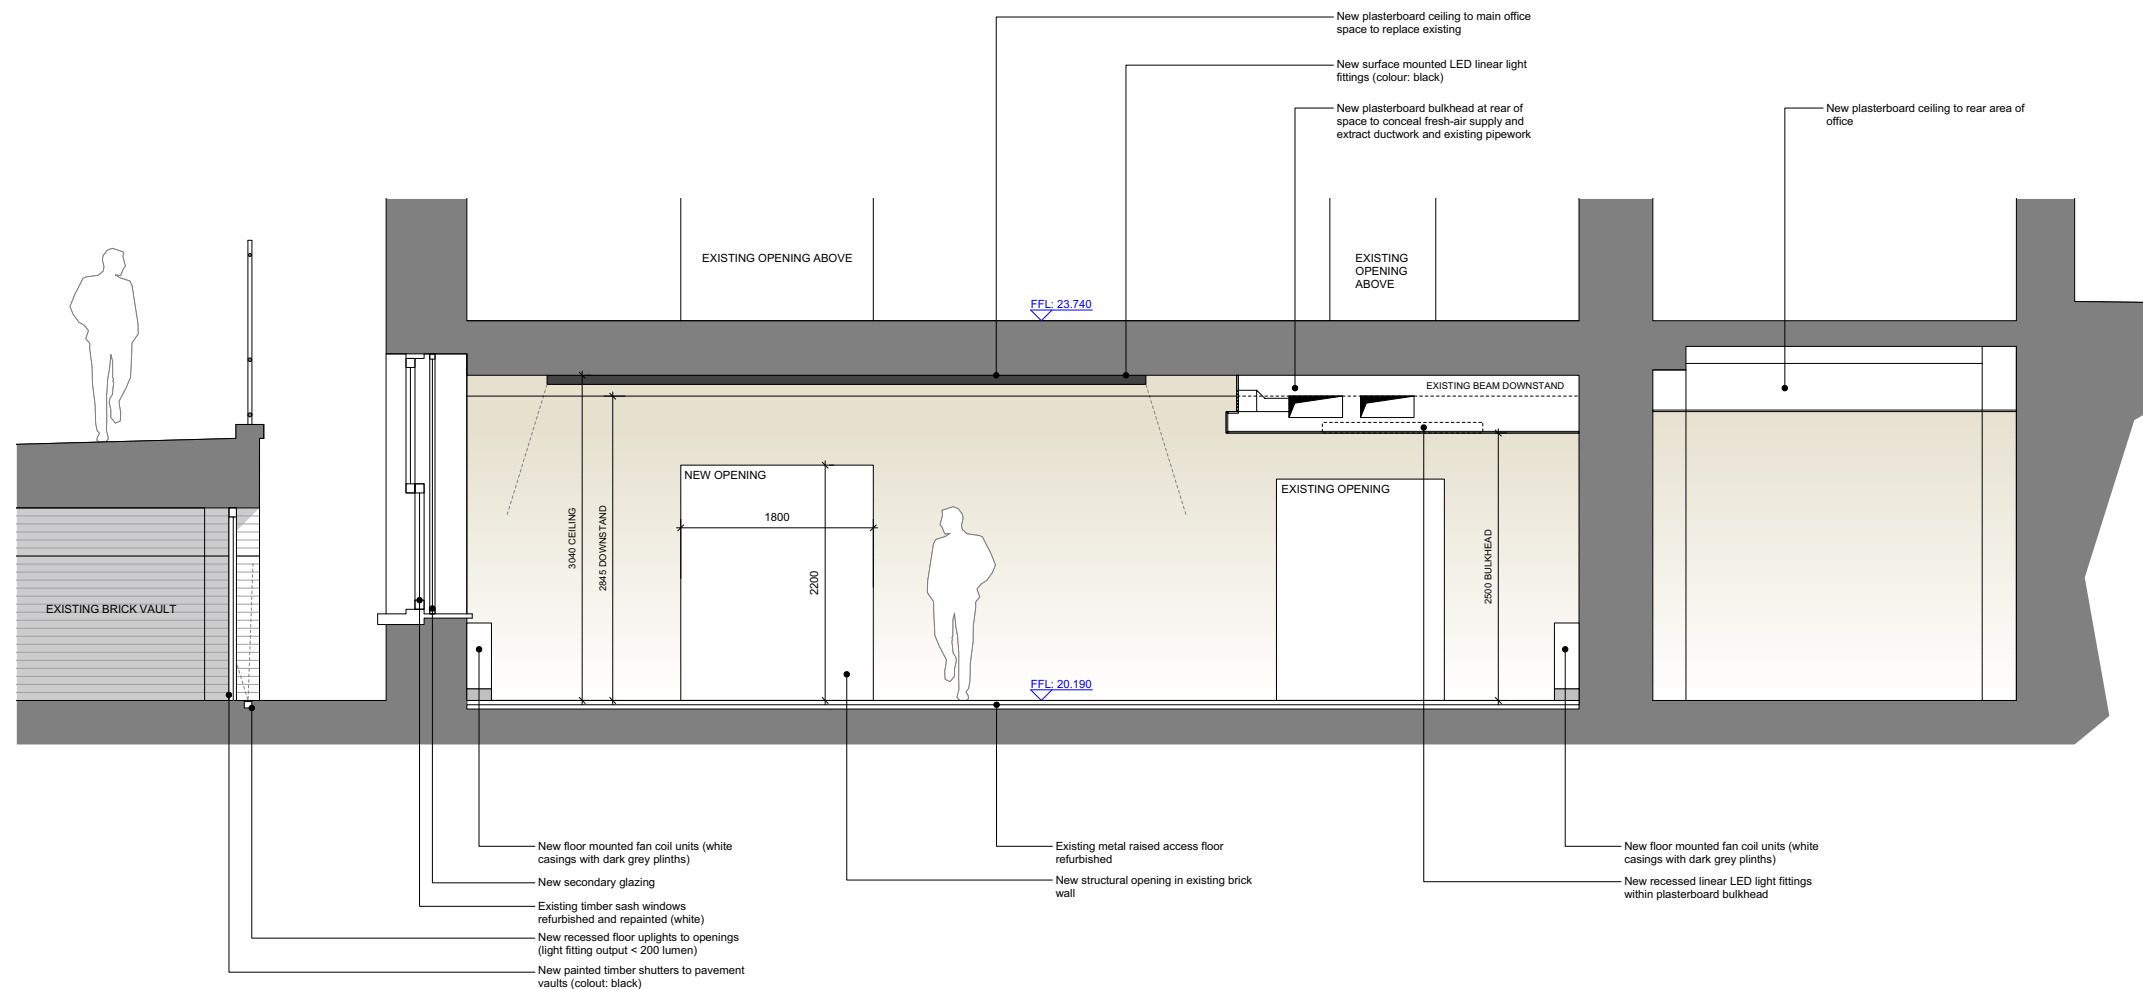 New plasterboard ceiling to main office
space to replace existing
New surface mounted LED linear light
fittings (colour: black)
New plasterboard bulkhead at rear of
space to conceal fresh-air supply and
extract ductwork and existing pipework
New plasterboard ceiling to rear area of
office
EXISTING OPENING ABOVE
EXISTING
OPENING
ABOVE
FFL: 23.740
EXISTING BEAM DOWNSTAND
NEW OPENING
EXISTING OPENING
1800
3040 CEILING
2845 DOWNSTAND
2200
2500 BULKHEAD
EXISTING BRICK VAULT
FFL: 20.190
New floor mounted fan coil units (white
casings with dark grey plinths)
New secondary glazing
Existing timber sash windows
refurbished and repainted (white)
New recessed floor uplights to openings
(light fitting output < 200 lumen)
New painted timber shutters to pavement
vaults (colout: black)
Existing metal raised access floor
refurbished
New structural opening in existing brick
wall
New floor mounted fan coil units (white
casings with dark grey plinths)
New recessed linear LED light fittings
within plasterboard bulkhead